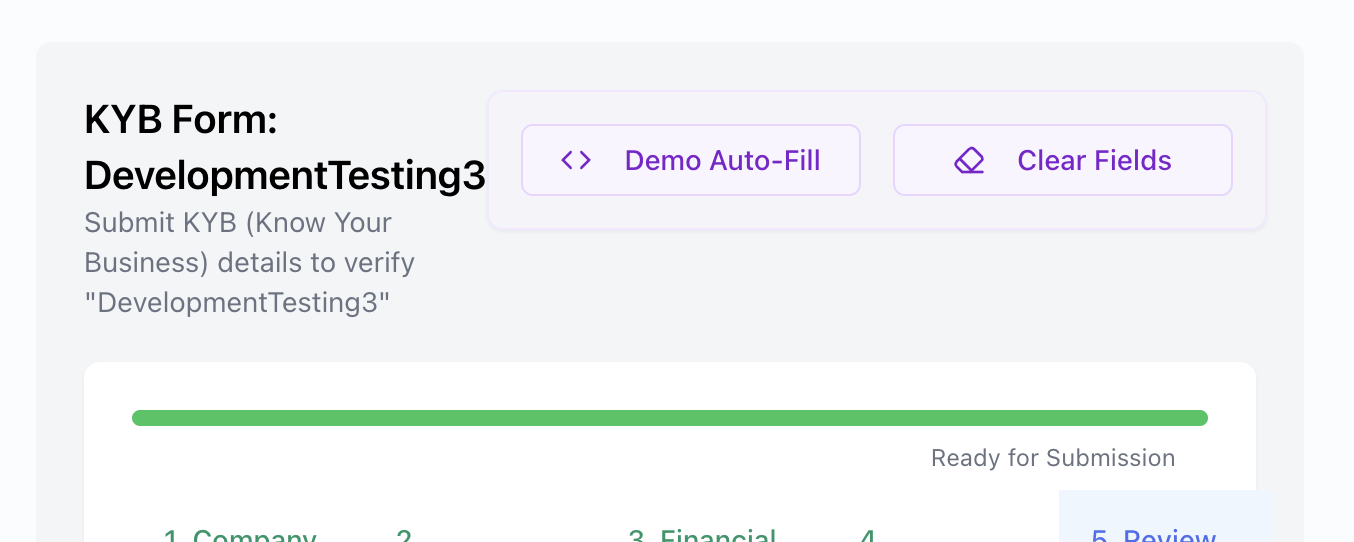 KYB Form:
DevelopmentTesting3
Submit KYB (Know Your
Business) details to verify
"DevelopmentTesting3"
Demo Auto-Fill
Clear Fields
Ready for Submission
1. Company
2
3. Financial
4
5. Review